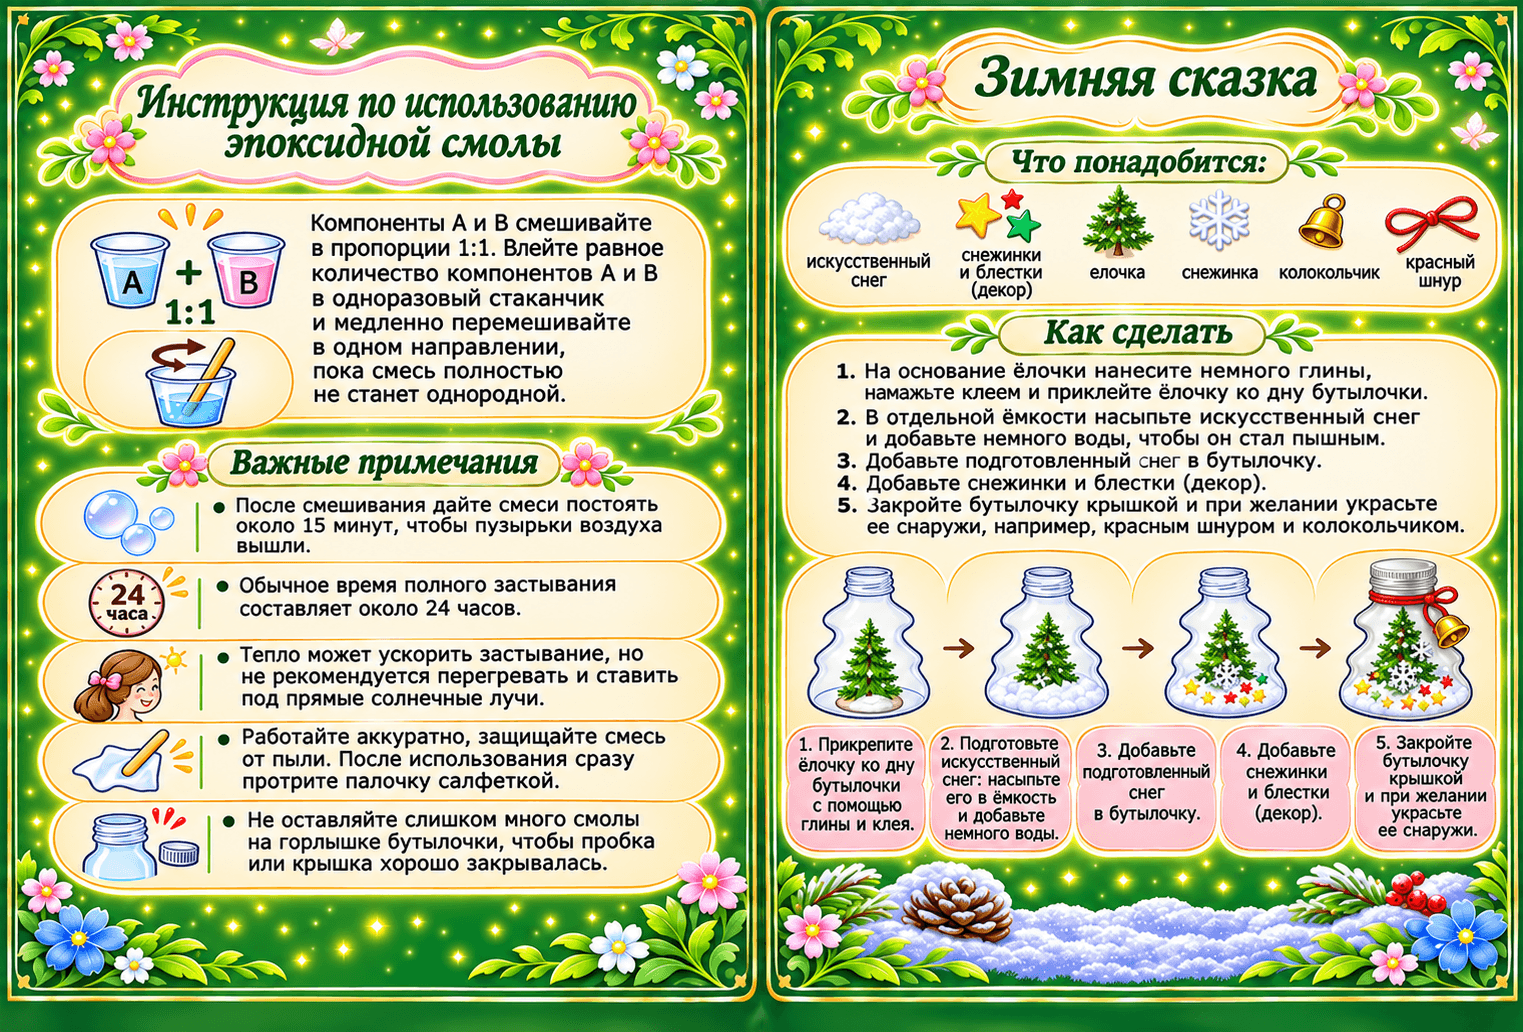 Инструкция по использованию
эпоксидной смолы
A
+
B
1:1
Компоненты А и В смешивайте
в пропорции 1:1. Влейте равное
количество компонентов А и В
в одноразовый стаканчик
и медленно перемешивайте
в одном направлении,
пока смесь полностью
не станет однородной.
Важные примечания
• После смешивания дайте смеси постоять
около 15 минут, чтобы пузырьки воздуха
вышли.
24
часа
• Обычное время полного застывания
составляет около 24 часов.
• Тепло может ускорить застывание, но
не рекомендуется перегревать и ставить
под прямые солнечные лучи.
• Работайте аккуратно, защищайте смесь
от пыли. После использования сразу
протрите палочку салфеткой.
• Не оставляйте слишком много смолы
на горлышке бутылочки, чтобы пробка
или крышка хорошо закрывалась.
Зимняя сказка
Что понадобится:
искусственный
снег
снежинки
и блестки
(декор)
елочка
снежинка
колокольчик
красный
шнур
Как сделать
1. На основание ёлочки нанесите немного глины,
намажьте клеем и приклейте ёлочку ко дну бутылочки.
2. В отдельной ёмкости насыпьте искусственный снег
и добавьте немного воды, чтобы он стал пышным.
3. Добавьте подготовленный снег в бутылочку.
4. Добавьте снежинки и блестки (декор).
5. Закройте бутылочку крышкой и при желании украсьте
ее снаружи, например, красным шнуром и колокольчиком.
1. Прикрепите
ёлочку ко дну
бутылочки
с помощью
глины и клея.
2. Подготовьте
искусственный
снег: насыпьте
его в ёмкость
и добавьте
немного воды.
3. Добавьте
подготовленный
снег
в бутылочку.
4. Добавьте
снежинки
и блестки
(декор).
5. Закройте
бутылочку
крышкой
и при желании
украсьте
ее снаружи.